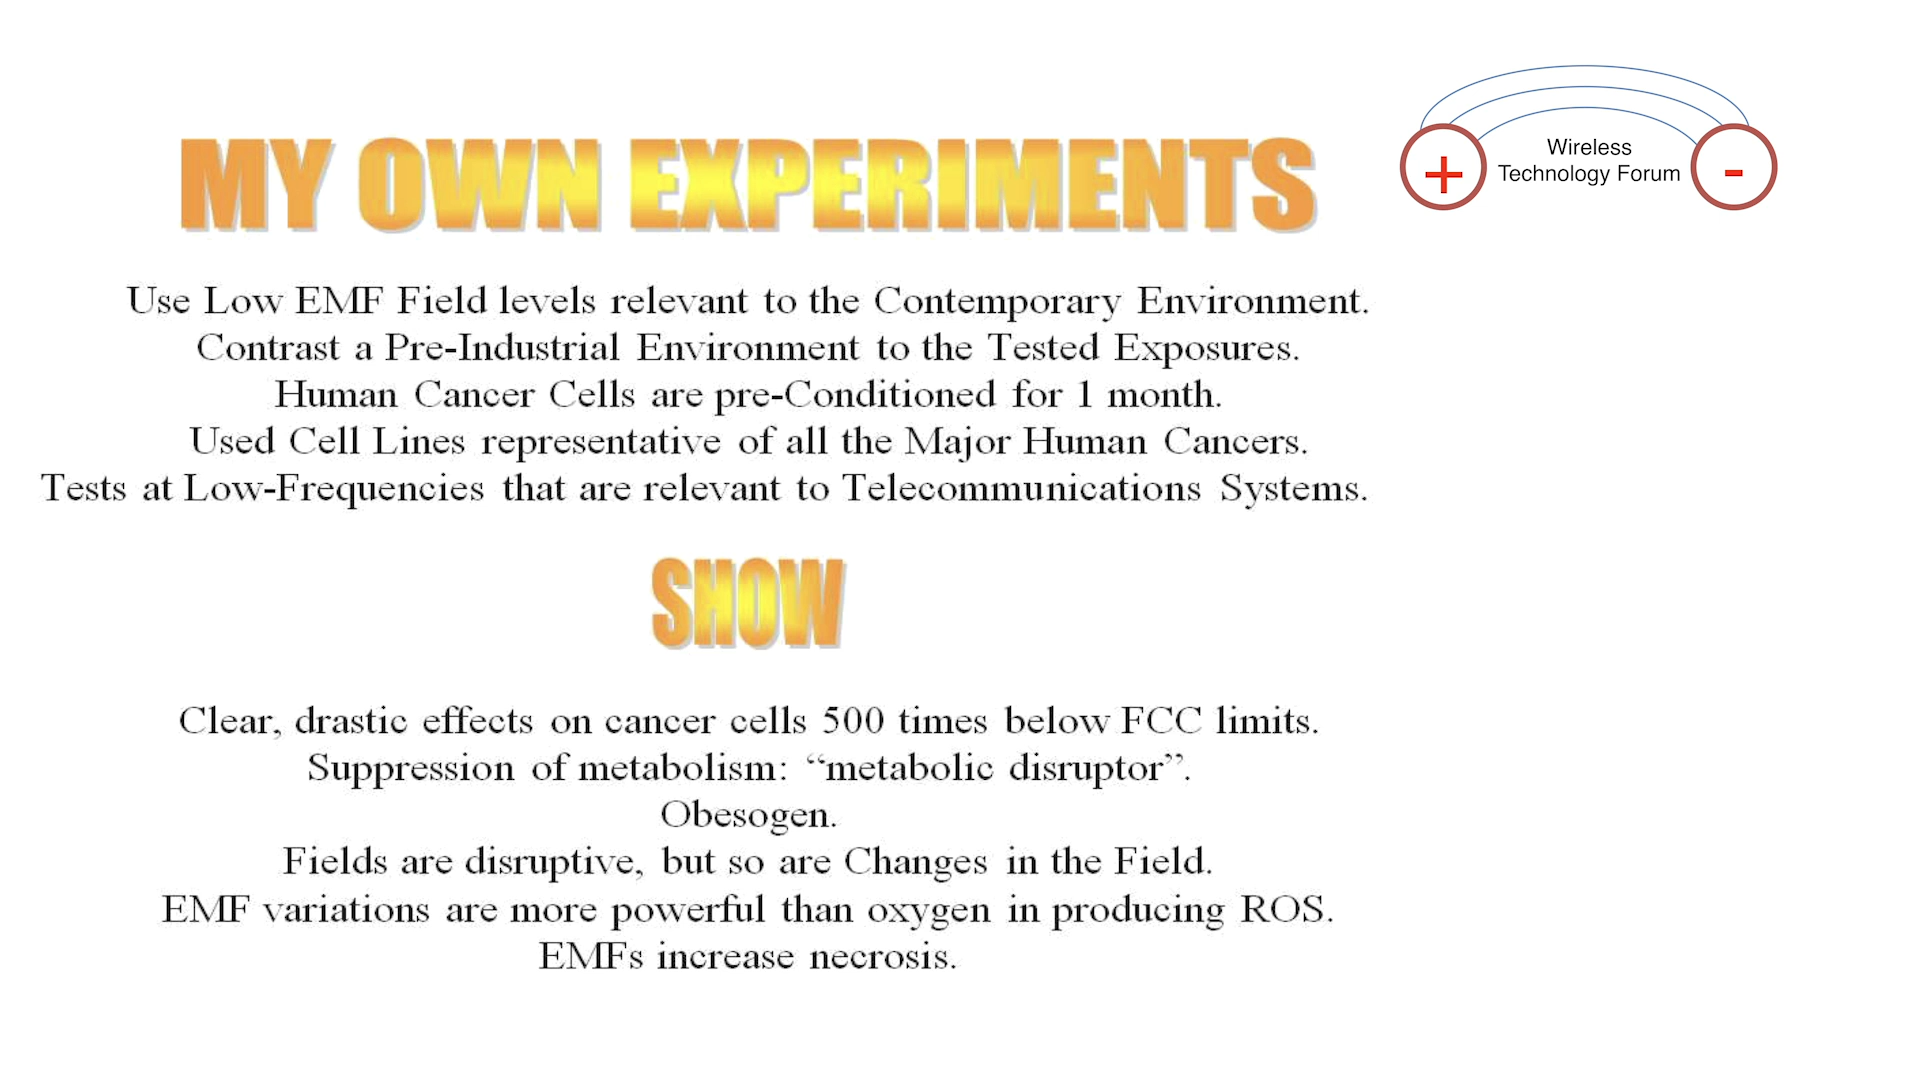 MY OWN EXPERIMENTS
+
Wireless
Technology Forum
-
Use Low EMF Field levels relevant to the Contemporary Environment.
Contrast a Pre-Industrial Environment to the Tested Exposures.
Human Cancer Cells are pre-Conditioned for 1 month.
Used Cell Lines representative of all the Major Human Cancers.
Tests at Low-Frequencies that are relevant to Telecommunications Systems.
SHOW
Clear, drastic effects on cancer cells 500 times below FCC limits.
Suppression of metabolism: “metabolic disruptor”.
Obesogen.
Fields are disruptive, but so are Changes in the Field.
EMF variations are more powerful than oxygen in producing ROS.
EMFs increase necrosis.